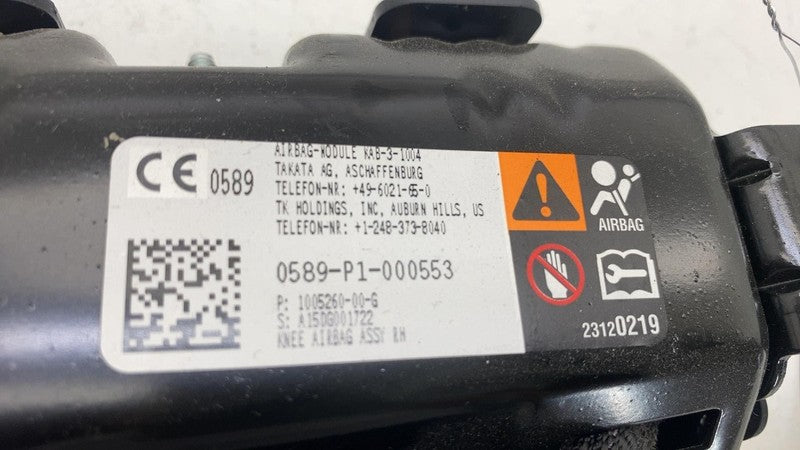 CE 0589
AIRBAG-MODULE KAB-3-1004
TAKATA AG, ASCHAFFENBURG
TELEFON-NR: +49-6021-65-0
TK HOLDINGS, INC, AUBURN HILLS, US
TELEFON-NR: +1-248-373-8040
0589-P1-000553
P: 1005260-00-G
S: A15DG001722
KNEE AIRBAG ASSY RH
AIRBAG
23120219